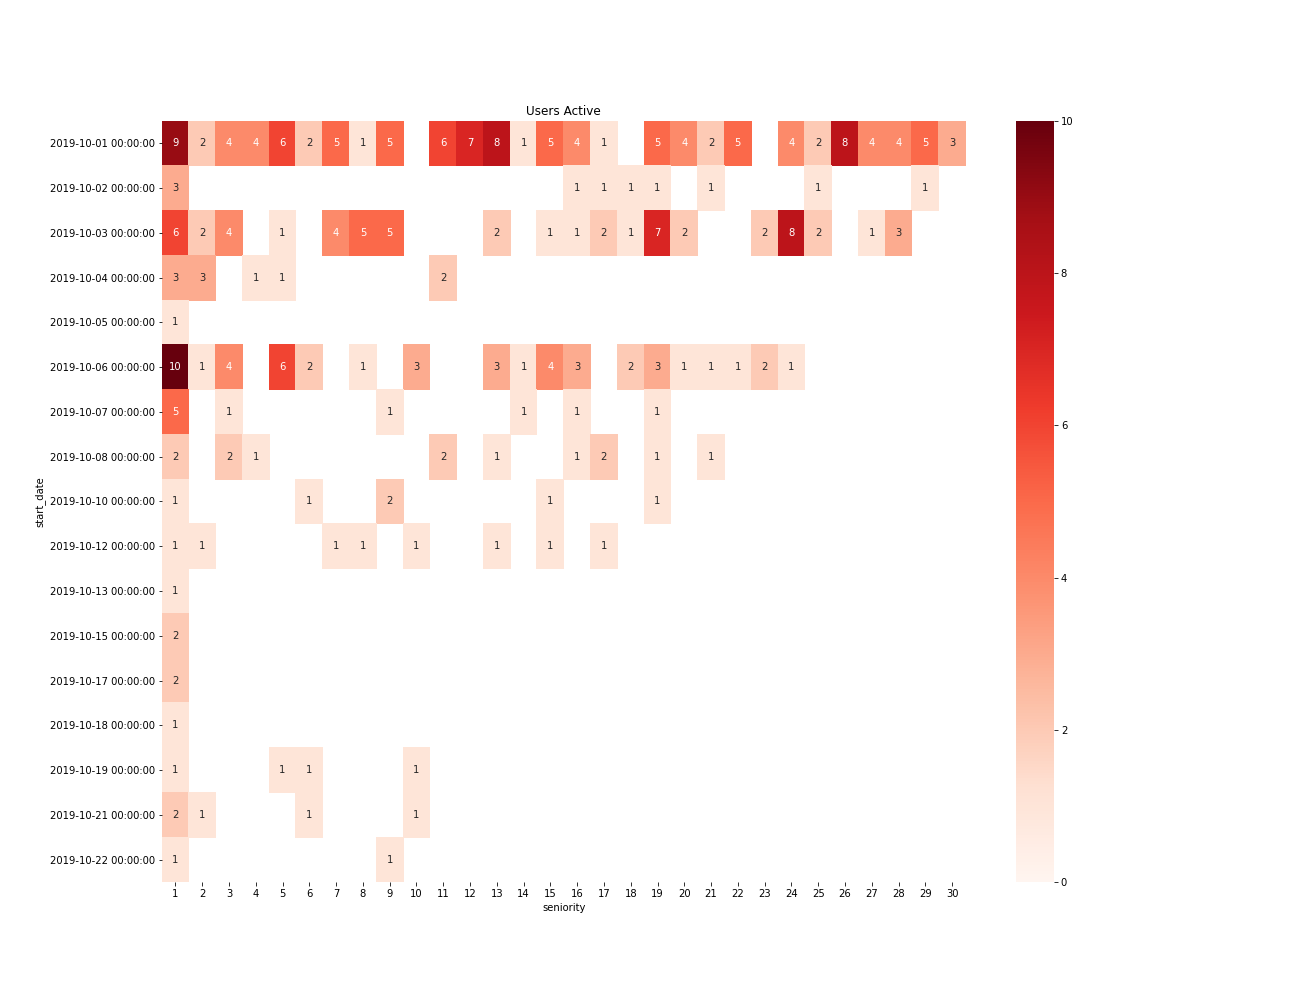 Users Active
2019-10-01 00:00:00 9 2 4 4 6 2 5 1 5 6 7 8 1 5 4 1 5 4 2 5 4 2 8 4 4 5 3
2019-10-02 00:00:00 3 1 1 1 1 1 1 1
2019-10-03 00:00:00 6 2 4 1 4 5 5 2 1 1 2 1 7 2 2 8 2 1 3
2019-10-04 00:00:00 3 3 1 1 2
2019-10-05 00:00:00 1
2019-10-06 00:00:00 10 1 4 6 2 1 3 3 1 4 3 2 3 1 1 1 2 1
2019-10-07 00:00:00 5 1 1 1 1 1
2019-10-08 00:00:00 2 2 1 2 1 1 2 1 1
2019-10-10 00:00:00 1 1 2 1 1
2019-10-12 00:00:00 1 1 1 1 1 1 1 1
2019-10-13 00:00:00 1
2019-10-15 00:00:00 2
2019-10-17 00:00:00 2
2019-10-18 00:00:00 1
2019-10-19 00:00:00 1 1 1 1
2019-10-21 00:00:00 2 1 1 1
2019-10-22 00:00:00 1 1
start_date
1 2 3 4 5 6 7 8 9 10 11 12 13 14 15 16 17 18 19 20 21 22 23 24 25 26 27 28 29 30
seniority
10
8
6
4
2
0